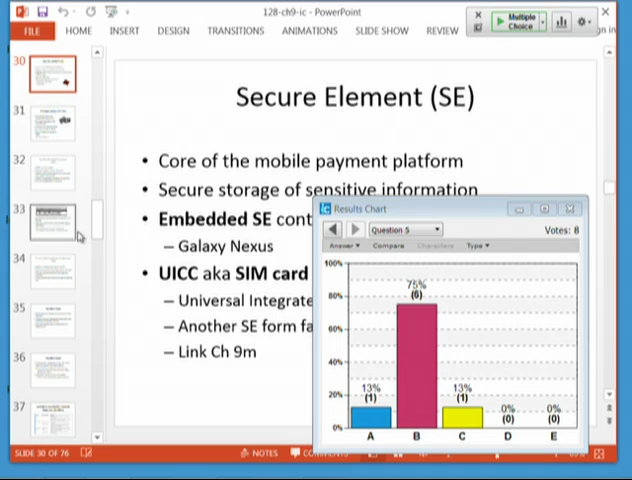 128-ch9-ic - PowerPoint
Multiple
Choice
FILE HOME INSERT DESIGN TRANSITIONS ANIMATIONS SLIDE SHOW REVIEW
gn in
30
31
32
33
34
35
36
37
Secure Element (SE)
• Core of the mobile payment platform
• Secure storage of sensitive information
• Embedded SE cont
– Galaxy Nexus
• UICC aka SIM card
– Universal Integrate
– Another SE form fa
– Link Ch 9m
Results Chart
Question 5
Votes: 8
Answer Compare Characters Type
100%
80%
60%
40%
20%
0%
13%
(1)
75%
(6)
13%
(1)
0%
(0)
0%
(0)
A B C D E
SLIDE 30 OF 76
NOTES